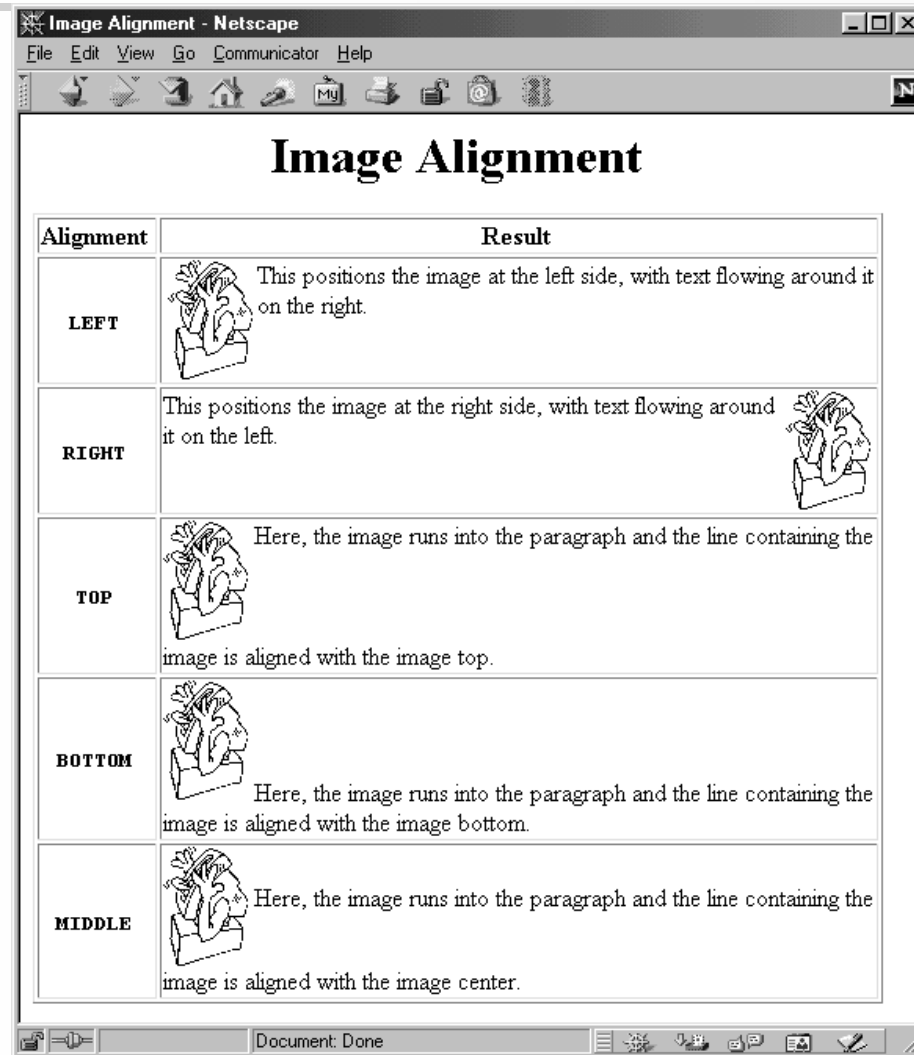 Image Alignment - Netscape
File Edit View Go Communicator Help
My
N
Image Alignment
Alignment Result
LEFT
This positions the image at the left side, with text flowing around it
on the right.
RIGHT
This positions the image at the right side, with text flowing around
it on the left.
TOP
Here, the image runs into the paragraph and the line containing the
image is aligned with the image top.
BOTTOM
Here, the image runs into the paragraph and the line containing the
image is aligned with the image bottom.
MIDDLE
Here, the image runs into the paragraph and the line containing the
image is aligned with the image center.
Document: Done